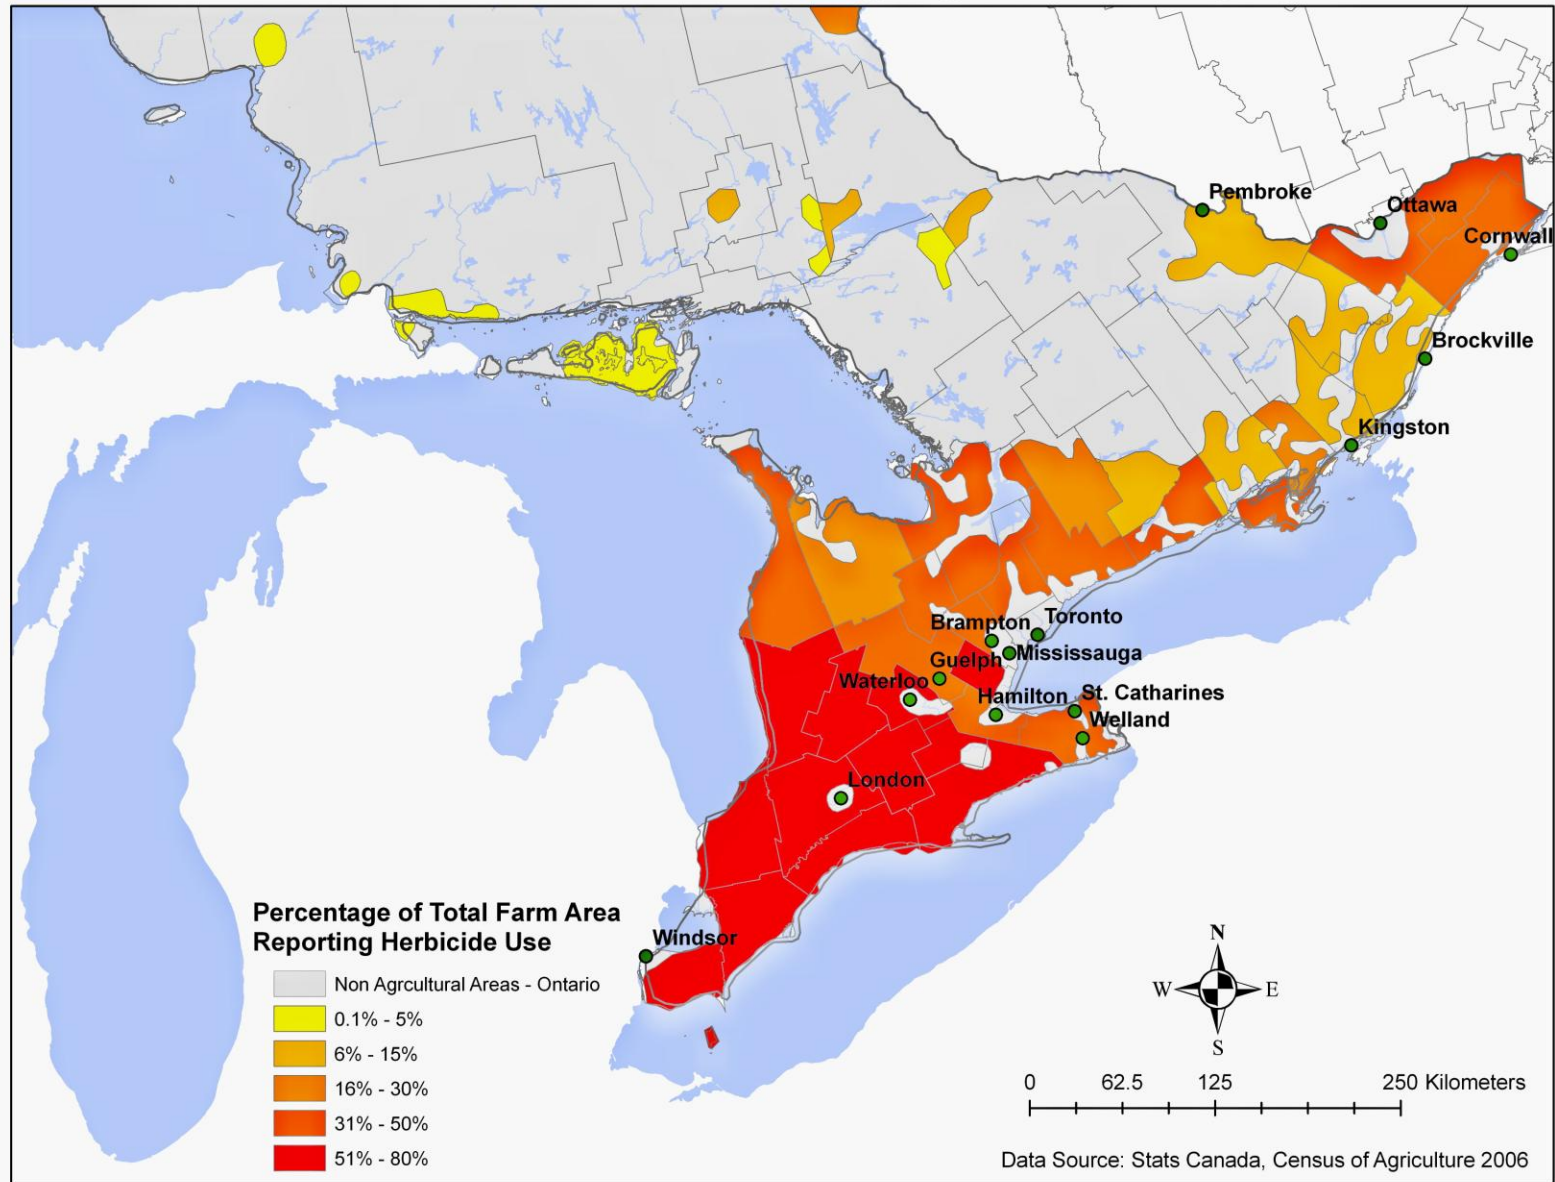 Pembroke
Ottawa
Cornwall
Brockville
Kingston
Brampton
Toronto
Guelph
Mississauga
Waterloo
Hamilton
St. Catharines
Welland
London
Windsor
Percentage of Total Farm Area
Reporting Herbicide Use
Non Agrcultural Areas - Ontario
0.1% - 5%
6% - 15%
16% - 30%
31% - 50%
51% - 80%
N
W
E
S
0 62.5 125 250 Kilometers
Data Source: Stats Canada, Census of Agriculture 2006